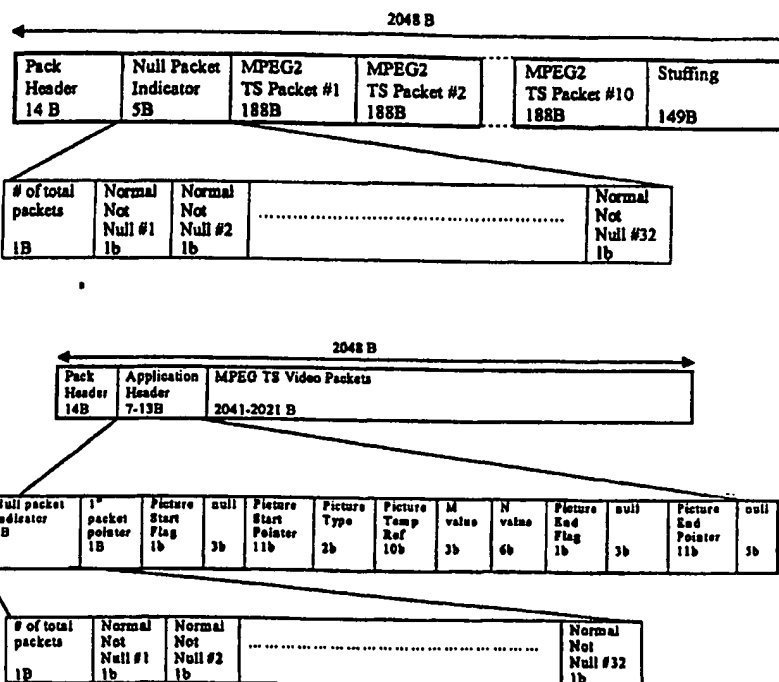 2048 B
Pack Header 14 B
Null Packet Indicator 5B
MPEG2 TS Packet #1 188B
MPEG2 TS Packet #2 188B
MPEG2 TS Packet #10 188B
Stuffing 149B
# of total packets 1B
Normal Not Null #1 1b
Normal Not Null #2 1b
Normal Not Null #32 1b
2048 B
Pack Header 14B
Application Header 7-13B
MPEG TS Video Packets 2041-2021 B
Null packet indicator B
1" packet pointer 1B
Picture Start Flag 1b
null 3b
Picture Start Pointer 11b
Picture Type 2b
Picture Temp Ref 10b
M value 3b
N value 6b
Picture End Flag 1b
null 3b
Picture End Pointer 11b
null 5b
# of total packets 1B
Normal Not Null #1 1b
Normal Not Null #2 1b
Normal Not Null #32 1b